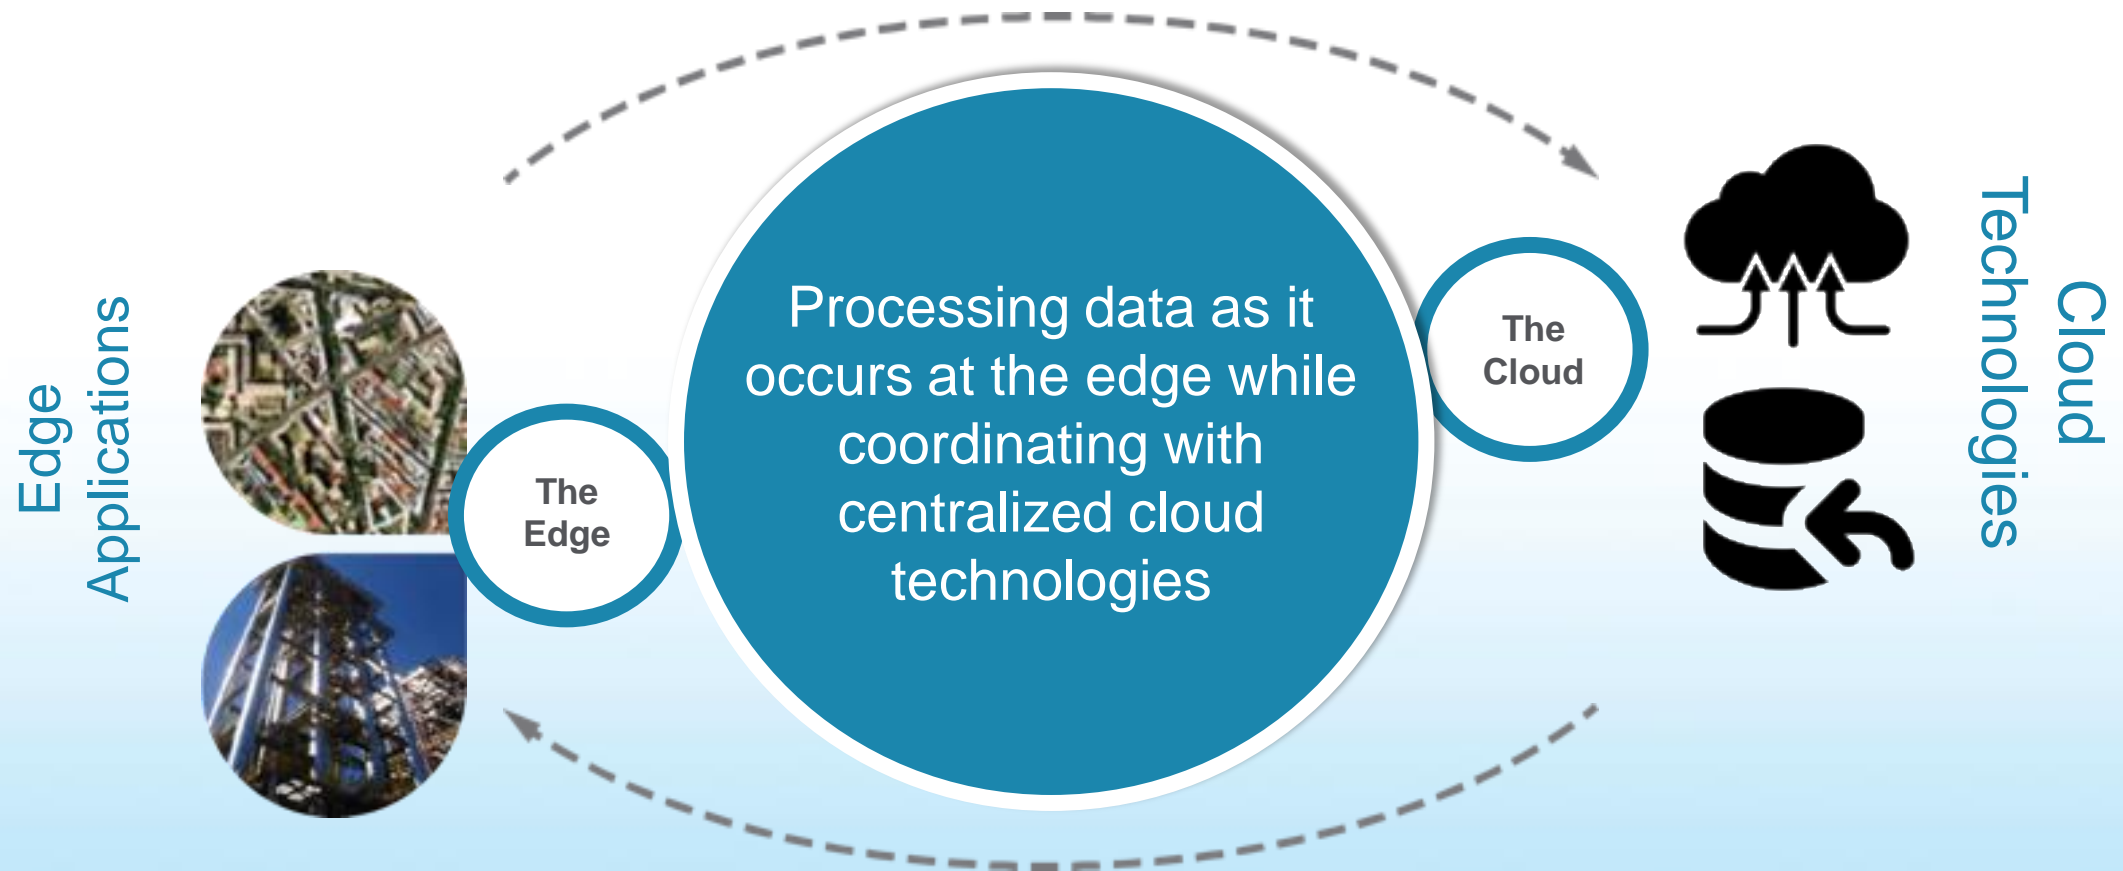 Edge
Applications
The
Edge
Processing data as it
occurs at the edge while
coordinating with
centralized cloud
technologies
The
Cloud
Cloud
Technologies